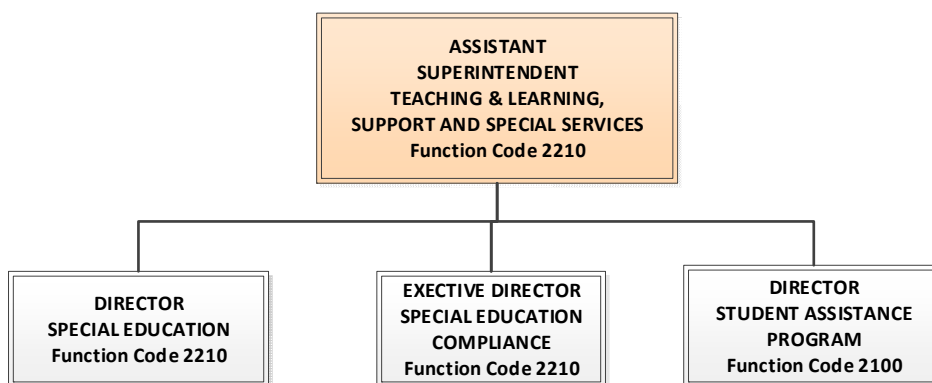 ASSISTANT
SUPERINTENDENT
TEACHING & LEARNING,
SUPPORT AND SPECIAL SERVICES
Function Code 2210
DIRECTOR
SPECIAL EDUCATION
Function Code 2210
EXECTIVE DIRECTOR
SPECIAL EDUCATION
COMPLIANCE
Function Code 2210
DIRECTOR
STUDENT ASSISTANCE
PROGRAM
Function Code 2100